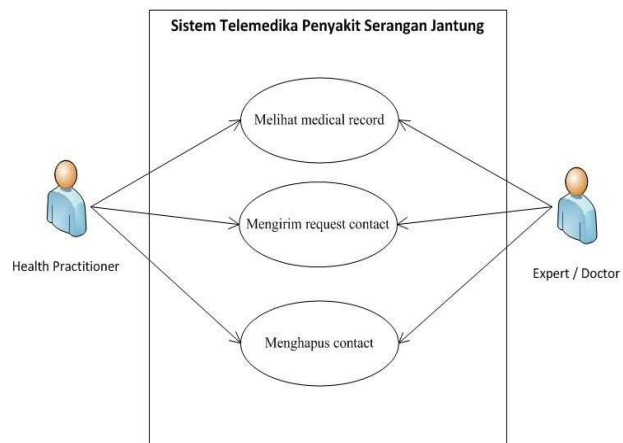 Sistem Telemedika Penyakit Serangan Jantung
Melihat medical record
Mengirim request contact
Health Practitioner
Expert / Doctor
Menghapus contact